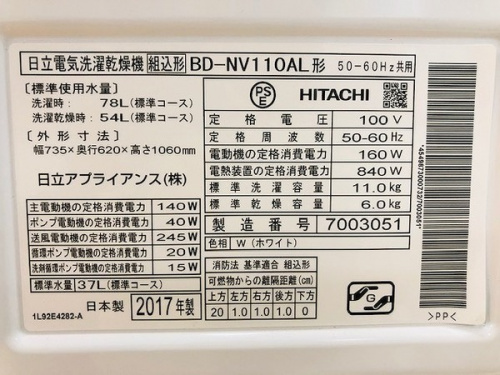 日立電気洗濯乾燥機 組込形 BD-NV110AL形 50-60Hz共用
[標準使用水量]
洗濯時: 78L(標準コース)
洗濯乾燥時: 54L(標準コース)
[外形寸法]
幅735×奥行620×高さ1060mm
日立アプライアンス(株)
主電動機の定格消費電力 140W
ポンプ電動機の定格消費電力 40W
送風電動機の定格消費電力 245W
循環ポンプ電動機の定格消費電力 20W
洗剤循環ポンプ電動機の定格消費電力 15W
標準水量 37L(標準コース)
日本製 2017年製
1L92E4282-A
PSE HITACHI
定格電圧 100V
定格周波数 50-60Hz
電動機の定格消費電力 160W
電熱装置の定格消費電力 840W
標準洗濯容量 11.0kg
標準乾燥容量 6.0kg
製造番号 7003051
色相 W(ホワイト)
消防法 基準適合 組込形
可燃物からの離隔距離(cm)
上方 左方 右方 前方 後方 下方
20 1.0 1.0 1.0 0
G
>PP<